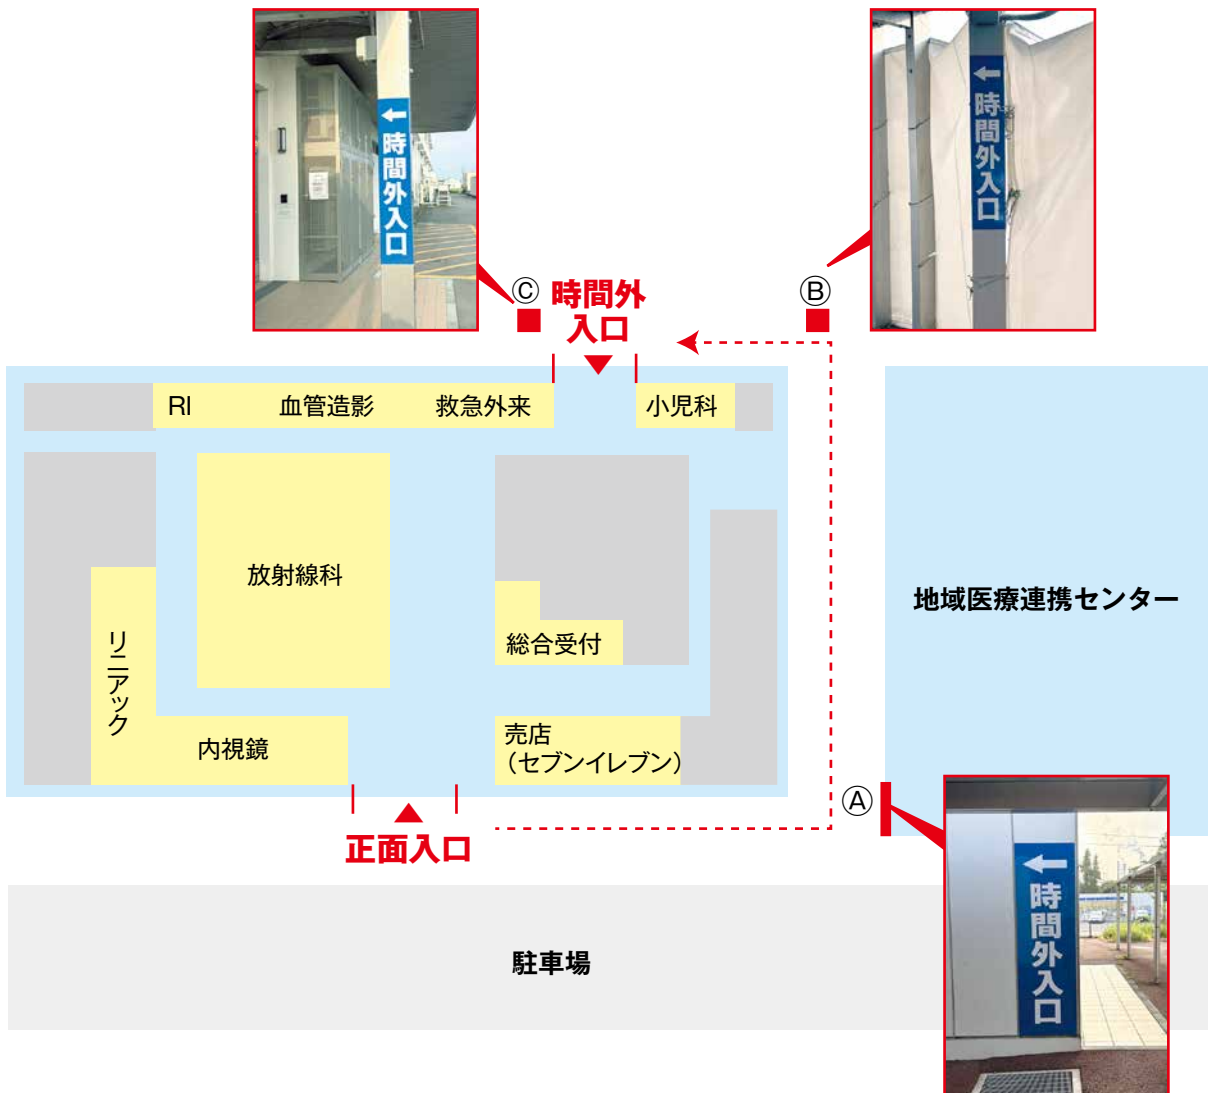 ←時間外入口
←時間外入口
Ⓒ
時間外
入口
Ⓑ
RI
血管造影
救急外来
小児科
放射線科
地域医療連携センター
リニアック
総合受付
内視鏡
売店
（セブンイレブン）
Ⓐ
正面入口
←時間外入口
駐車場